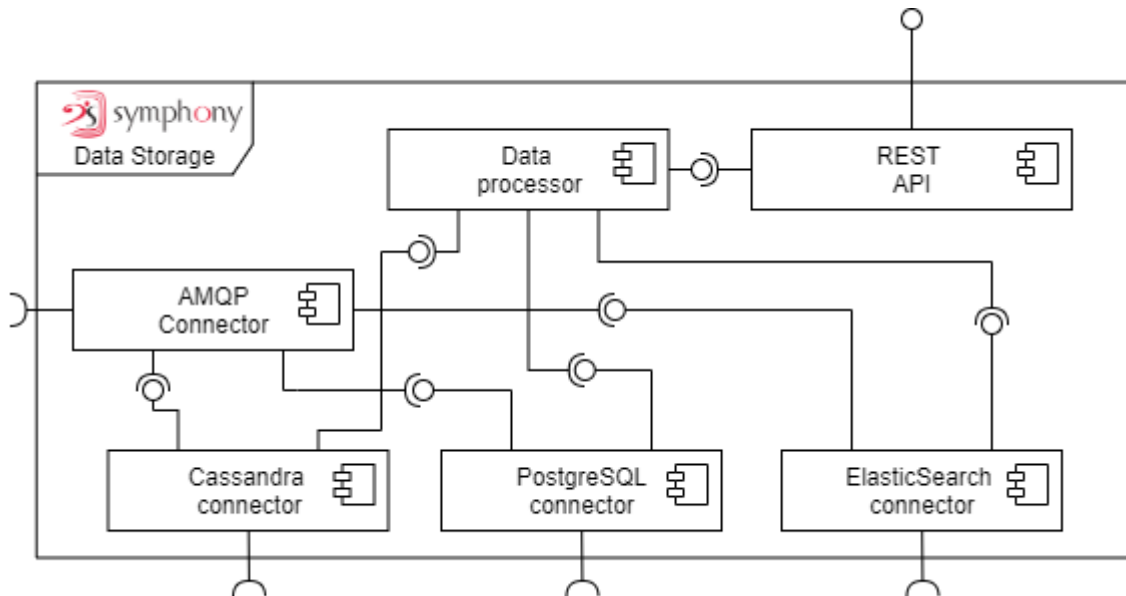 symphony
Data Storage
Data
processor
REST
API
AMQP
Connector
Cassandra
connector
PostgreSQL
connector
ElasticSearch
connector